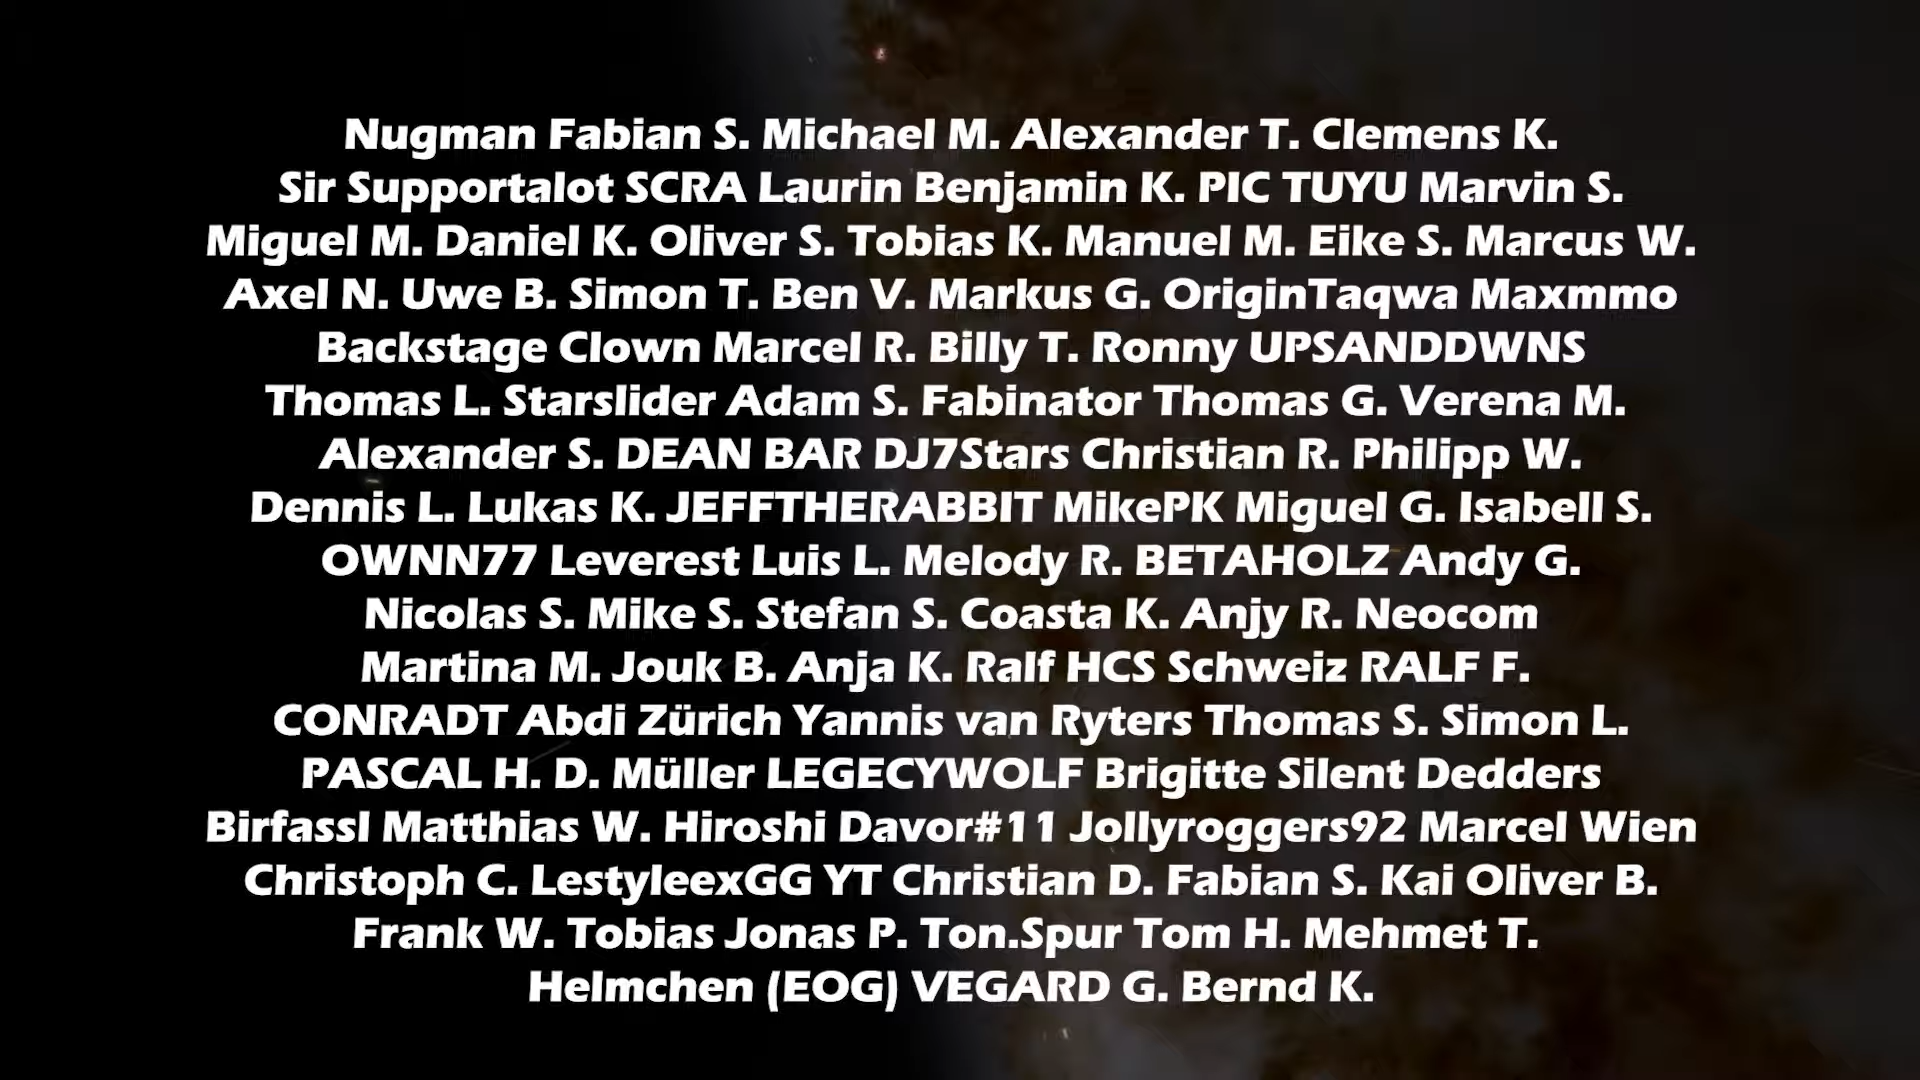 Nugman Fabian S. Michael M. Alexander T. Clemens K.
Sir Supportalot SCRA Laurin Benjamin K. PIC TUYU Marvin S.
Miguel M. Daniel K. Oliver S. Tobias K. Manuel M. Eike S. Marcus W.
Axel N. Uwe B. Simon T. Ben V. Markus G. OriginTaqwa Maxmmo
Backstage Clown Marcel R. Billy T. Ronny UPSANDDWNS
Thomas L. Starslider Adam S. Fabinator Thomas G. Verena M.
Alexander S. DEAN BAR DJ7Stars Christian R. Philipp W.
Dennis L. Lukas K. JEFFTHERABBIT MikePK Miguel G. Isabell S.
OWNN77 Leverest Luis L. Melody R. BETAHOLZ Andy G.
Nicolas S. Mike S. Stefan S. Coasta K. Anjy R. Neocom
Martina M. Jouk B. Anja K. Ralf HCS Schweiz RALF F.
CONRADT Abdi Zürich Yannis van Ryters Thomas S. Simon L.
PASCAL H. D. Müller LEGECYWOLF Brigitte Silent Dedders
Birfassl Matthias W. Hiroshi Davor#11 Jollyroggers92 Marcel Wien
Christoph C. LestyleexGG YT Christian D. Fabian S. Kai Oliver B.
Frank W. Tobias Jonas P. Ton.Spur Tom H. Mehmet T.
Helmchen (EOG) VEGARD G. Bernd K.